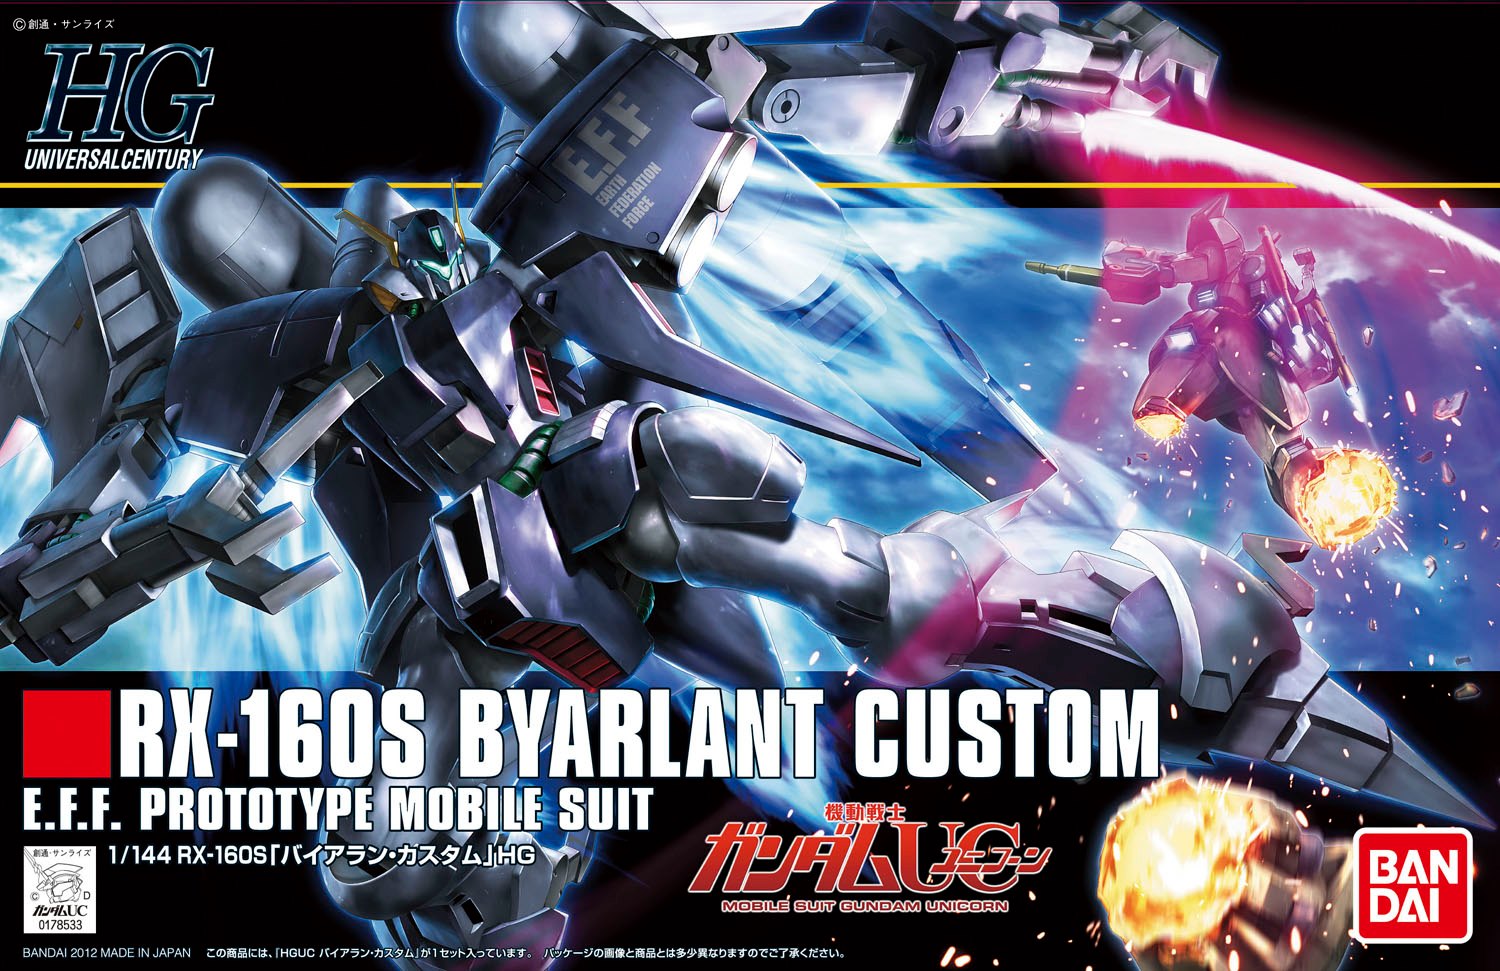 ©創通・サンライズ
HG
UNIVERSAL CENTURY
E.F.F
EARTH
FEDERATION
FORCE
RX-160S BYARLANT CUSTOM
E.F.F. PROTOTYPE MOBILE SUIT
1/144 RX-160S「バイアラン・カスタム」HG
創通・サンライズ
© D
ガンダムUC
0178533
機動戦士
ガンダムUC
ユニコーン
MOBILE SUIT GUNDAM UNICORN
BAN
DAI
BANDAI 2012 MADE IN JAPAN この商品には、「HGUC バイアラン・カスタム」が1セット入っています。 パッケージの画像と商品とは多少異なりますのでご了承ください。